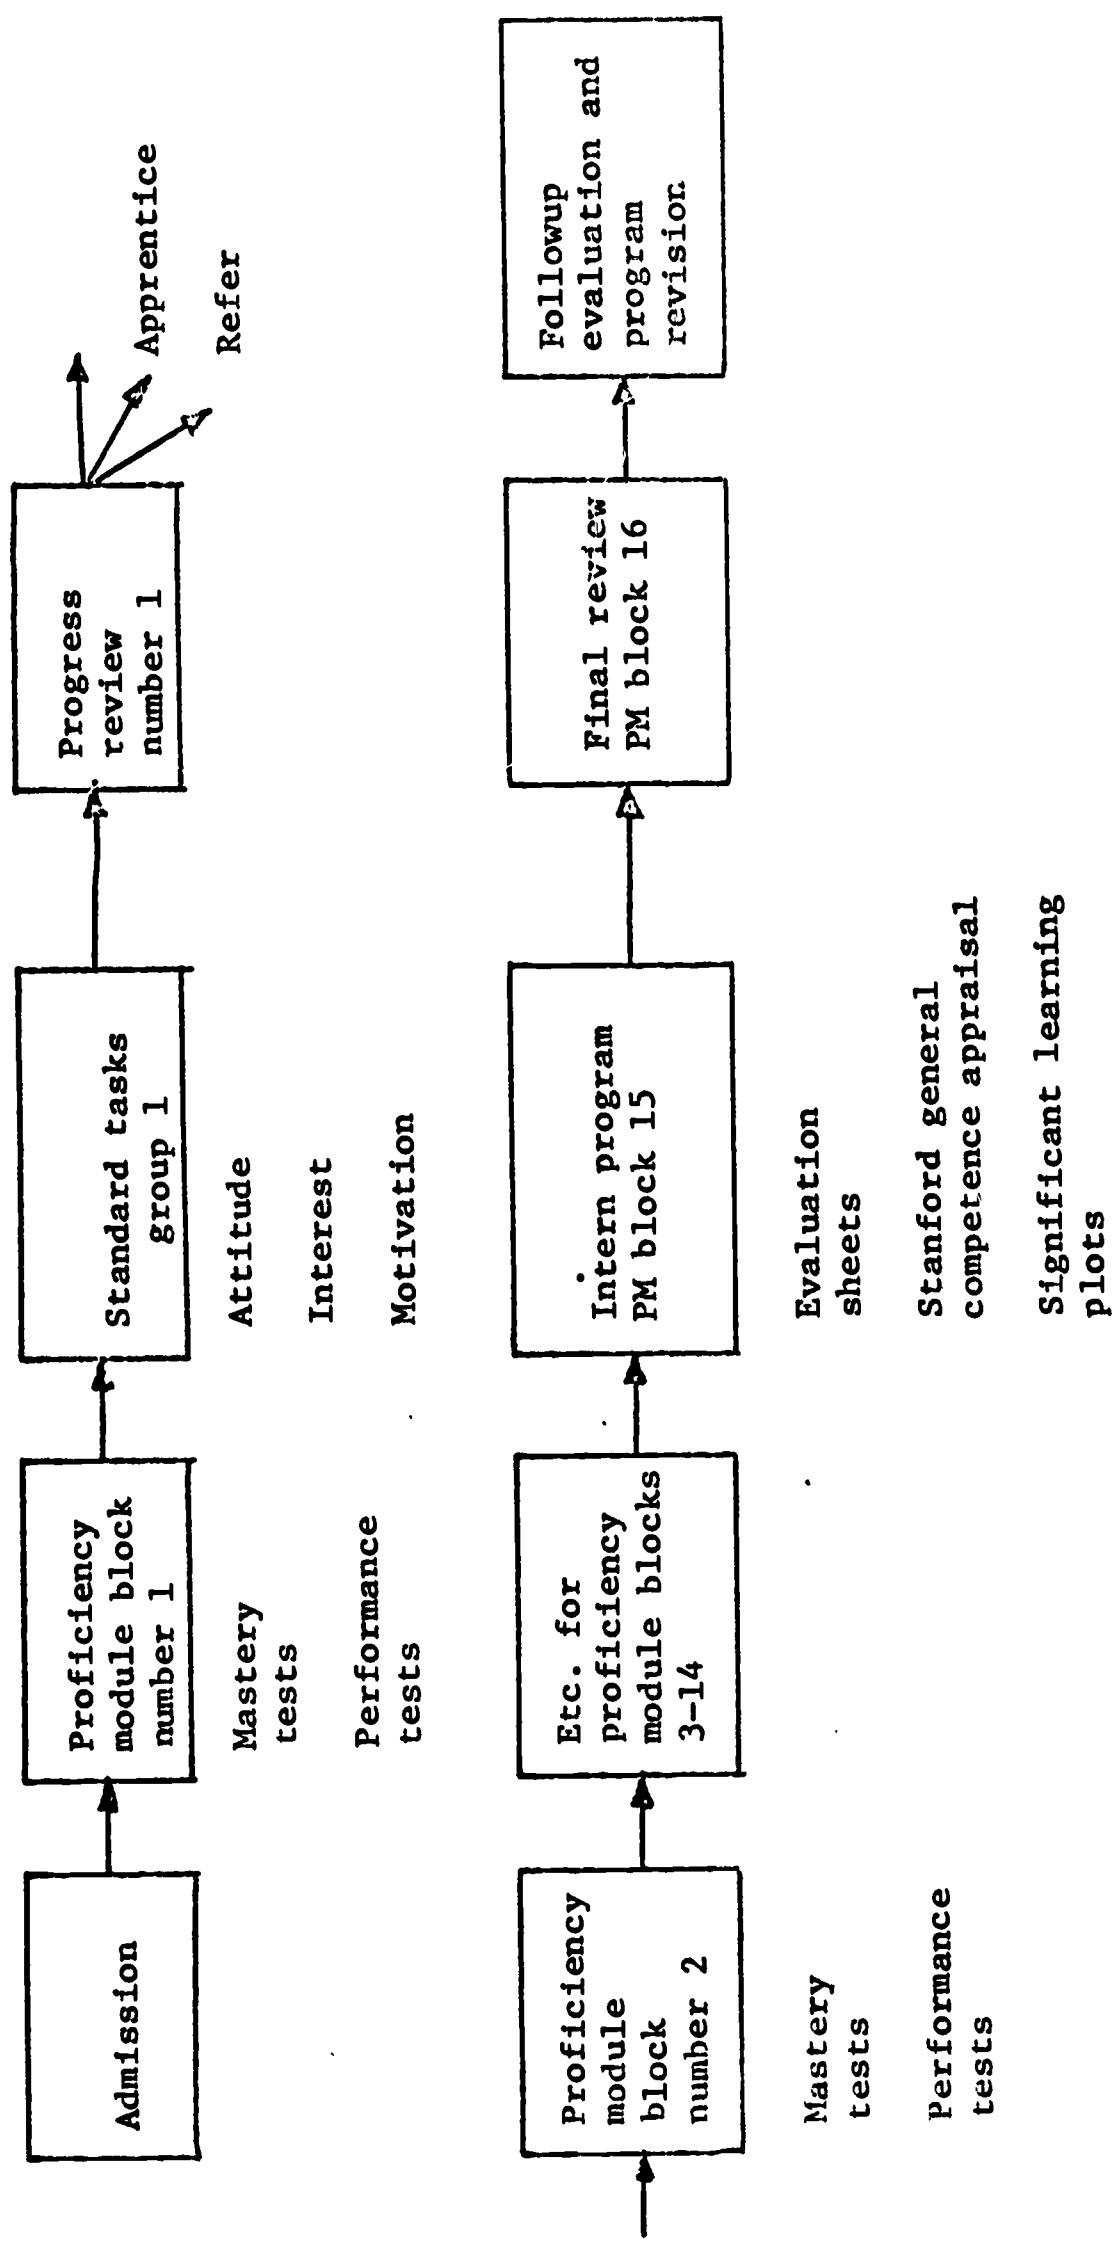 Admission
Proficiency
module block
number 1
Mastery
tests
Performance
tests
Standard tasks
group 1
Attitude
Interest
Motivation
Progress
review
number 1
Apprentice
Refer
Proficiency
module
block
number 2
Mastery
tests
Performance
tests
Etc. for
proficiency
module blocks
3-14
Intern program
PM block 15
Evaluation
sheets
Stanford general
competence appraisal
Significant learning
plots
Final review
PM block 16
Followup
evaluation and
program
revision